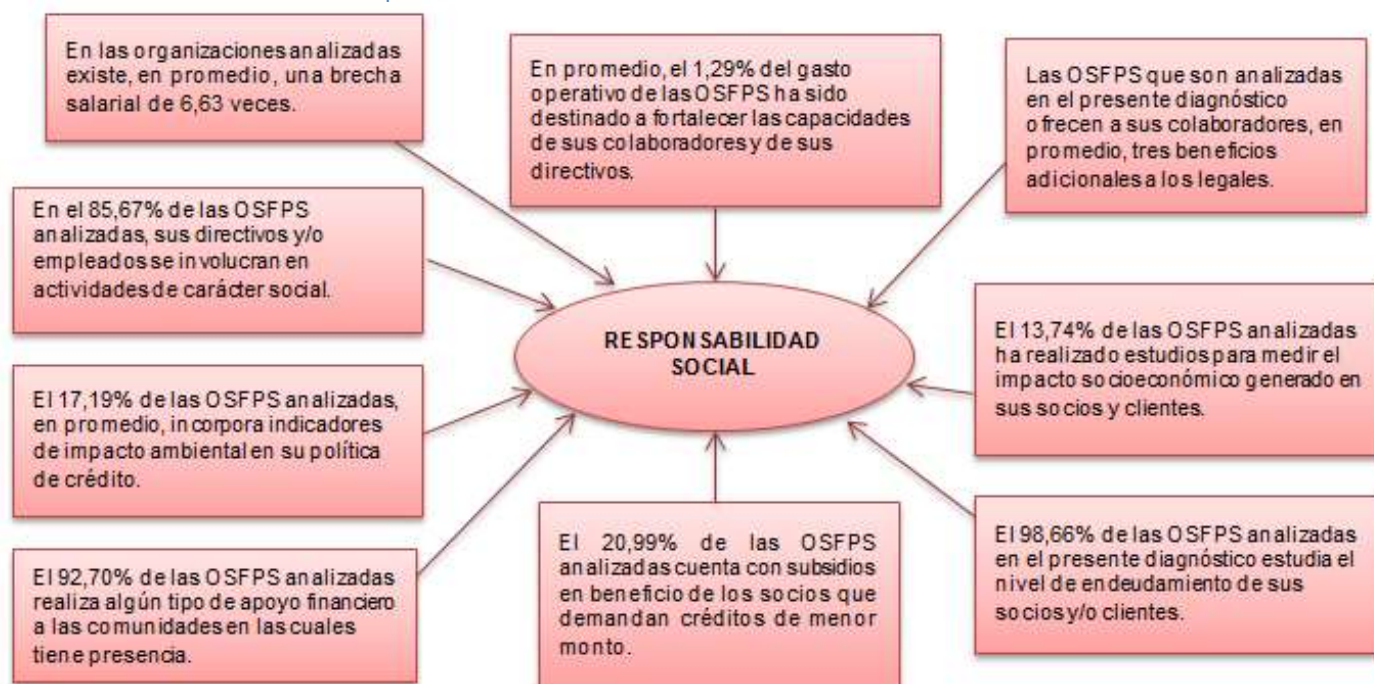 En las organizaciones analizadas
existe, en promedio, una brecha
salarial de 6,63 veces.
En promedio, el 1,29% del gasto
operativo de las OSFPS ha sido
destinado a fortalecer las capacidades
de sus colaboradores y de sus
directivos.
Las OSFPS que son analizadas
en el presente diagnóstico
ofrecen a sus colaboradores, en
promedio, tres beneficios
adicionales a los legales.
En el 85,67% de las OSFPS
analizadas, sus directivos y/o
empleados se involucran en
actividades de carácter social.
RESPONSABILIDAD
SOCIAL
El 13,74% de las OSFPS analizadas
ha realizado estudios para medir el
impacto socioeconómico generado en
sus socios y clientes.
El 17,19% de las OSFPS analizadas,
en promedio, incorpora indicadores
de impacto ambiental en su política
de crédito.
El 92,70% de las OSFPS analizadas
realiza algún tipo de apoyo financiero
a las comunidades en las cuales
tiene presencia.
El 20,99% de las OSFPS
analizadas cuenta con subsidios
en beneficio de los socios que
demandan créditos de menor
monto.
El 98,66% de las OSFPS analizadas
en el presente diagnóstico estudia el
nivel de endeudamiento de sus
socios y/o clientes.